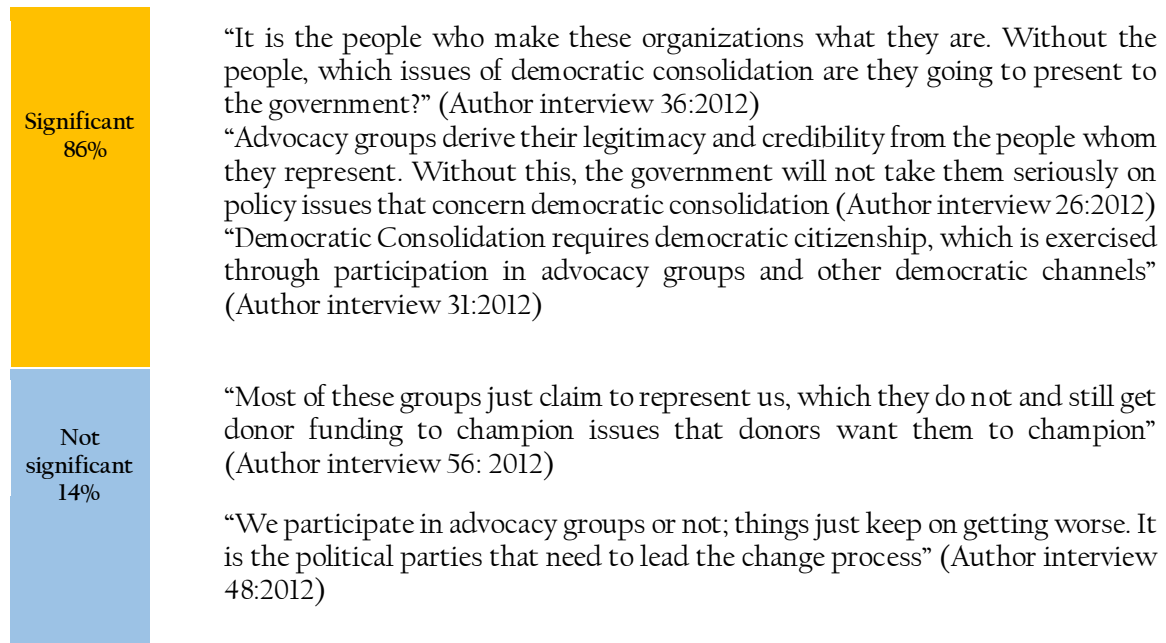 Significant
86%
“It is the people who make these organizations what they are. Without the
people, which issues of democratic consolidation are they going to present to
the government?” (Author interview 36:2012)
“Advocacy groups derive their legitimacy and credibility from the people whom
they represent. Without this, the government will not take them seriously on
policy issues that concern democratic consolidation (Author interview 26:2012)
“Democratic Consolidation requires democratic citizenship, which is exercised
through participation in advocacy groups and other democratic channels”
(Author interview 31:2012)
Not
significant
14%
“Most of these groups just claim to represent us, which they do not and still get
donor funding to champion issues that donors want them to champion”
(Author interview 56: 2012)
“We participate in advocacy groups or not; things just keep on getting worse. It
is the political parties that need to lead the change process” (Author interview
48:2012)